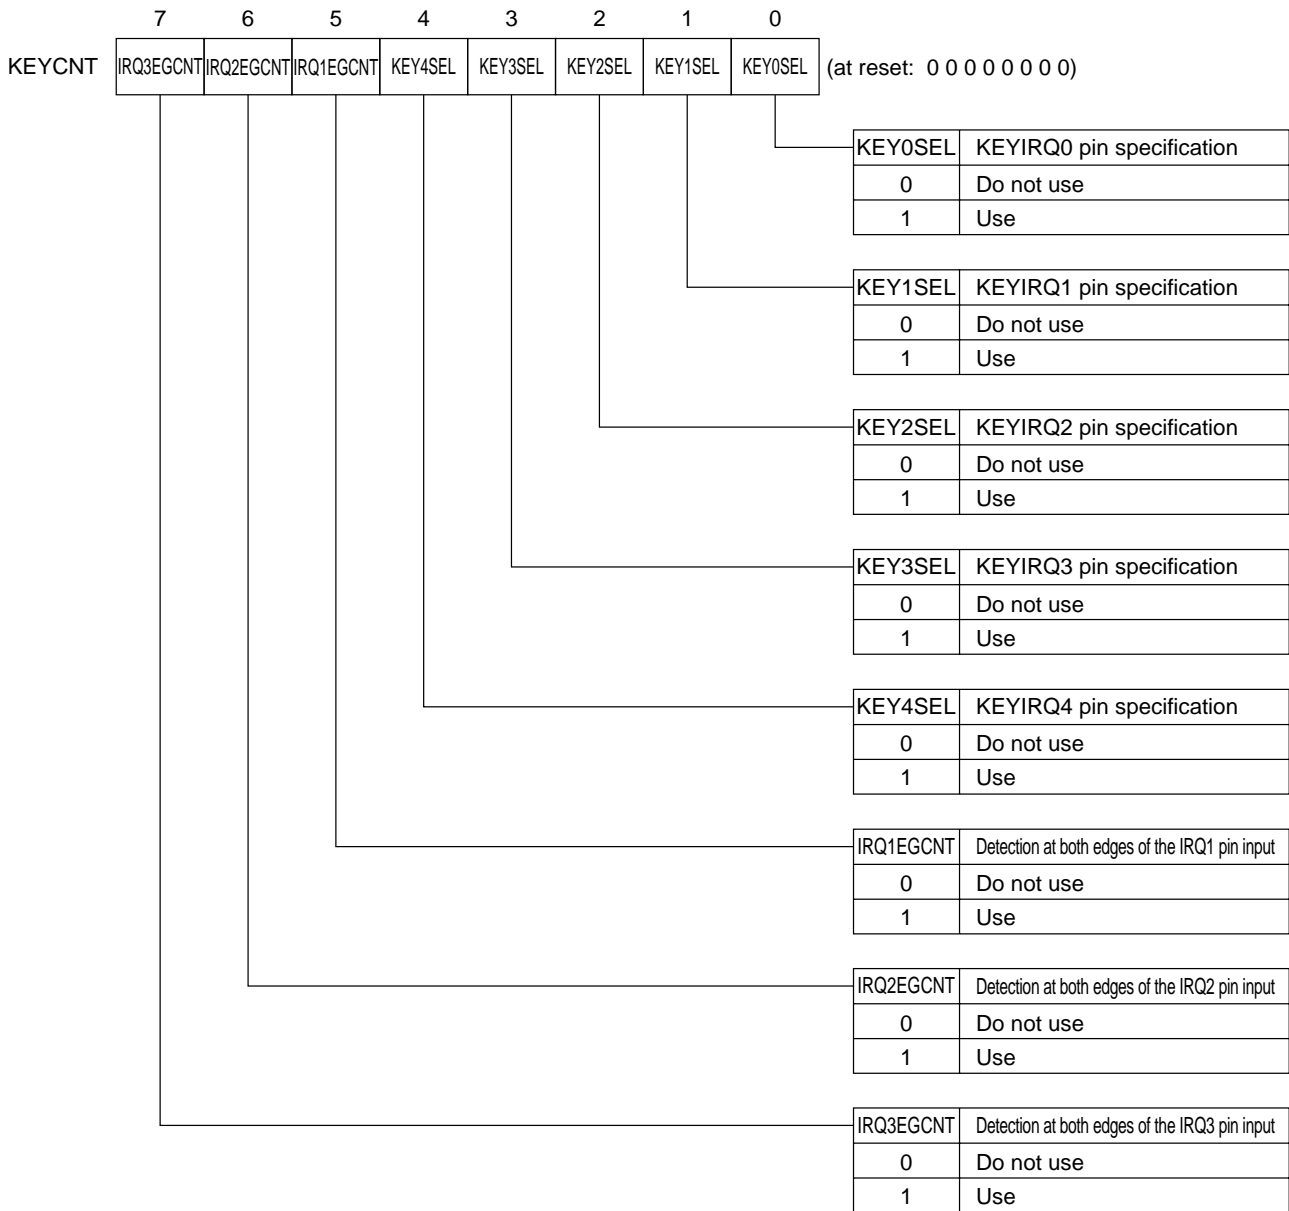 7 6 5 4 3 2 1 0
KEYCNT IRQ3EGCNT IRQ2EGCNT IRQ1EGCNT KEY4SEL KEY3SEL KEY2SEL KEY1SEL KEY0SEL (at reset: 0 0 0 0 0 0 0 0)
KEY0SEL KEYIRQ0 pin specification
0 Do not use
1 Use
KEY1SEL KEYIRQ1 pin specification
0 Do not use
1 Use
KEY2SEL KEYIRQ2 pin specification
0 Do not use
1 Use
KEY3SEL KEYIRQ3 pin specification
0 Do not use
1 Use
KEY4SEL KEYIRQ4 pin specification
0 Do not use
1 Use
IRQ1EGCNT Detection at both edges of the IRQ1 pin input
0 Do not use
1 Use
IRQ2EGCNT Detection at both edges of the IRQ2 pin input
0 Do not use
1 Use
IRQ3EGCNT Detection at both edges of the IRQ3 pin input
0 Do not use
1 Use